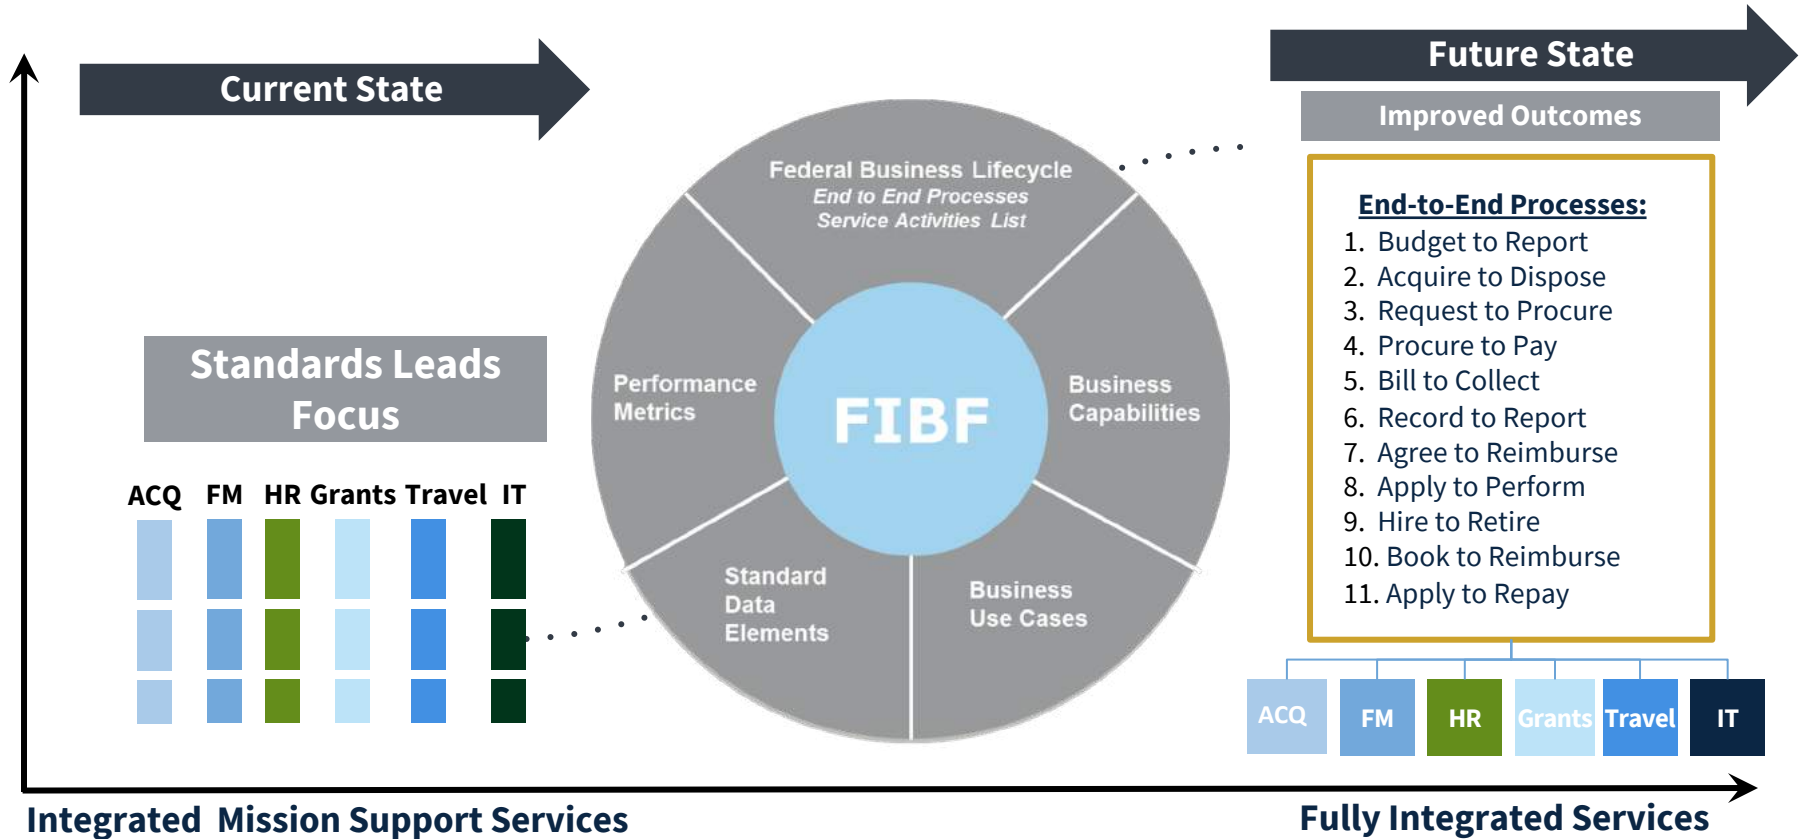 Current State
Future State
Improved Outcomes
Federal Business Lifecycle
End to End Processes
Service Activities List
Performance
Metrics
Business
Capabilities
FIBF
Standard
Data
Elements
Business
Use Cases
Standards Leads
Focus
ACQ FM HR Grants Travel IT
End-to-End Processes:
1. Budget to Report
2. Acquire to Dispose
3. Request to Procure
4. Procure to Pay
5. Bill to Collect
6. Record to Report
7. Agree to Reimburse
8. Apply to Perform
9. Hire to Retire
10. Book to Reimburse
11. Apply to Repay
ACQ FM HR Grants Travel IT
Integrated Mission Support Services
Fully Integrated Services